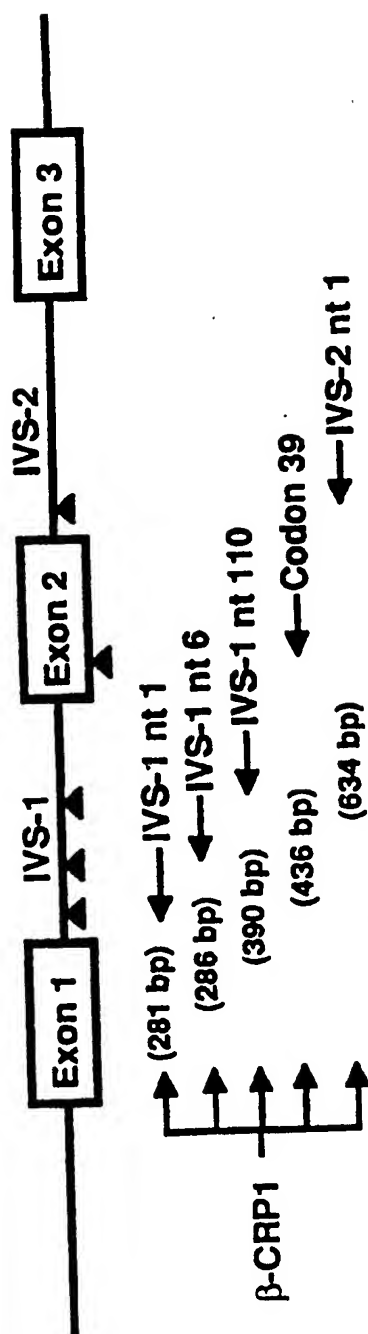 IVS-1
IVS-2
Exon 1
Exon 2
Exon 3
(281 bp)
IVS-1 nt 1
(286 bp)
IVS-1 nt 6
β-CRP1
(390 bp)
IVS-1 nt 110
(436 bp)
Codon 39
(634 bp)
IVS-2 nt 1